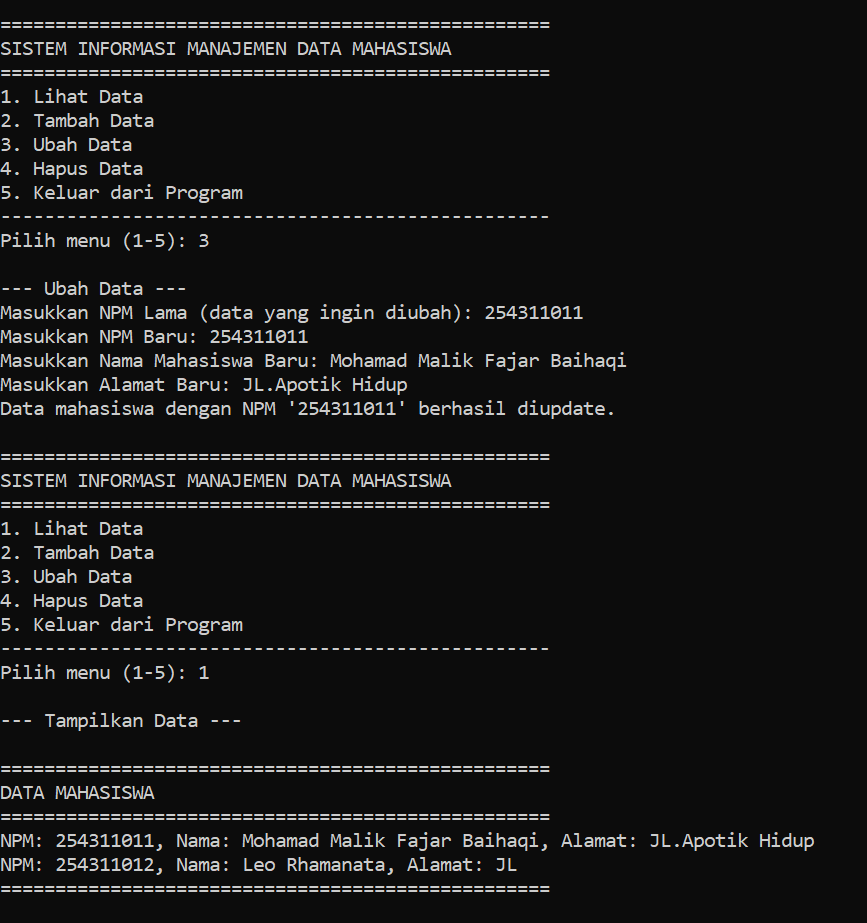 ==================================================
SISTEM INFORMASI MANAJEMEN DATA MAHASISWA
==================================================
1. Lihat Data
2. Tambah Data
3. Ubah Data
4. Hapus Data
5. Keluar dari Program
--------------------------------------------------
Pilih menu (1-5): 3
--- Ubah Data ---
Masukkan NPM Lama (data yang ingin diubah): 254311011
Masukkan NPM Baru: 254311011
Masukkan Nama Mahasiswa Baru: Mohamad Malik Fajar Baihaqi
Masukkan Alamat Baru: JL.Apotik Hidup
Data mahasiswa dengan NPM '254311011' berhasil diupdate.
==================================================
SISTEM INFORMASI MANAJEMEN DATA MAHASISWA
==================================================
1. Lihat Data
2. Tambah Data
3. Ubah Data
4. Hapus Data
5. Keluar dari Program
--------------------------------------------------
Pilih menu (1-5): 1
--- Tampilkan Data ---
==================================================
DATA MAHASISWA
==================================================
NPM: 254311011, Nama: Mohamad Malik Fajar Baihaqi, Alamat: JL.Apotik Hidup
NPM: 254311012, Nama: Leo Rhamanata, Alamat: JL
==================================================